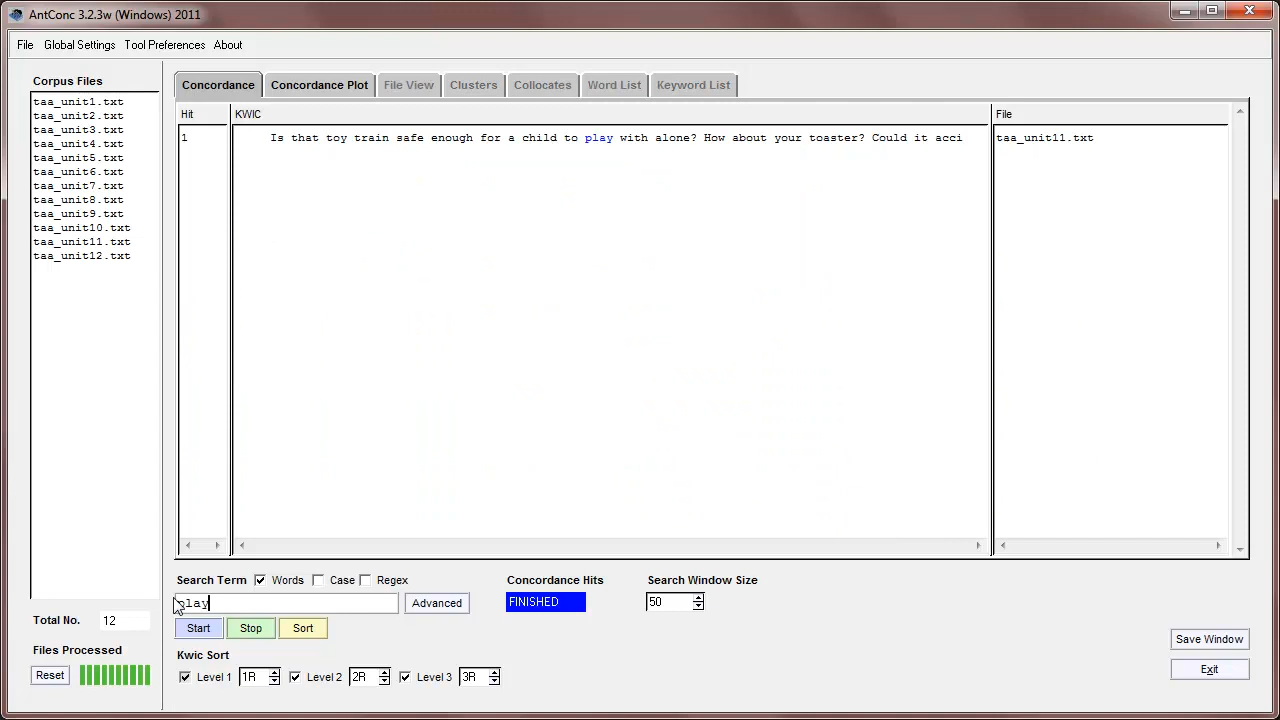 AntConc 3.2.3w (Windows) 2011
File Global Settings Tool Preferences About
Corpus Files
taa_unit1.txt
taa_unit2.txt
taa_unit3.txt
taa_unit4.txt
taa_unit5.txt
taa_unit6.txt
taa_unit7.txt
taa_unit8.txt
taa_unit9.txt
taa_unit10.txt
taa_unit11.txt
taa_unit12.txt
Total No. 12
Files Processed
Reset
Concordance Concordance Plot File View Clusters Collocates Word List Keyword List
Hit KWIC File
1 Is that toy train safe enough for a child to play with alone? How about your toaster? Could it acci taa_unit11.txt
Search Term Words Case Regex Concordance Hits Search Window Size
play Advanced FINISHED 50
Start Stop Sort
Kwic Sort
Level 1 1R Level 2 2R Level 3 3R
Save Window
Exit